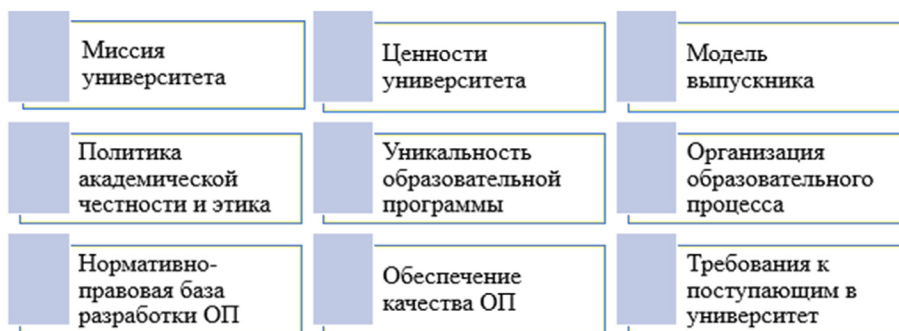 Миссия
университета
Ценности
университета
Модель
выпускника
Политика
академической
честности и этика
Уникальность
образовательной
программы
Организация
образовательного
процесса
Нормативно-
правовая база
разработки ОП
Обеспечение
качества ОП
Требования к
поступающим в
университет